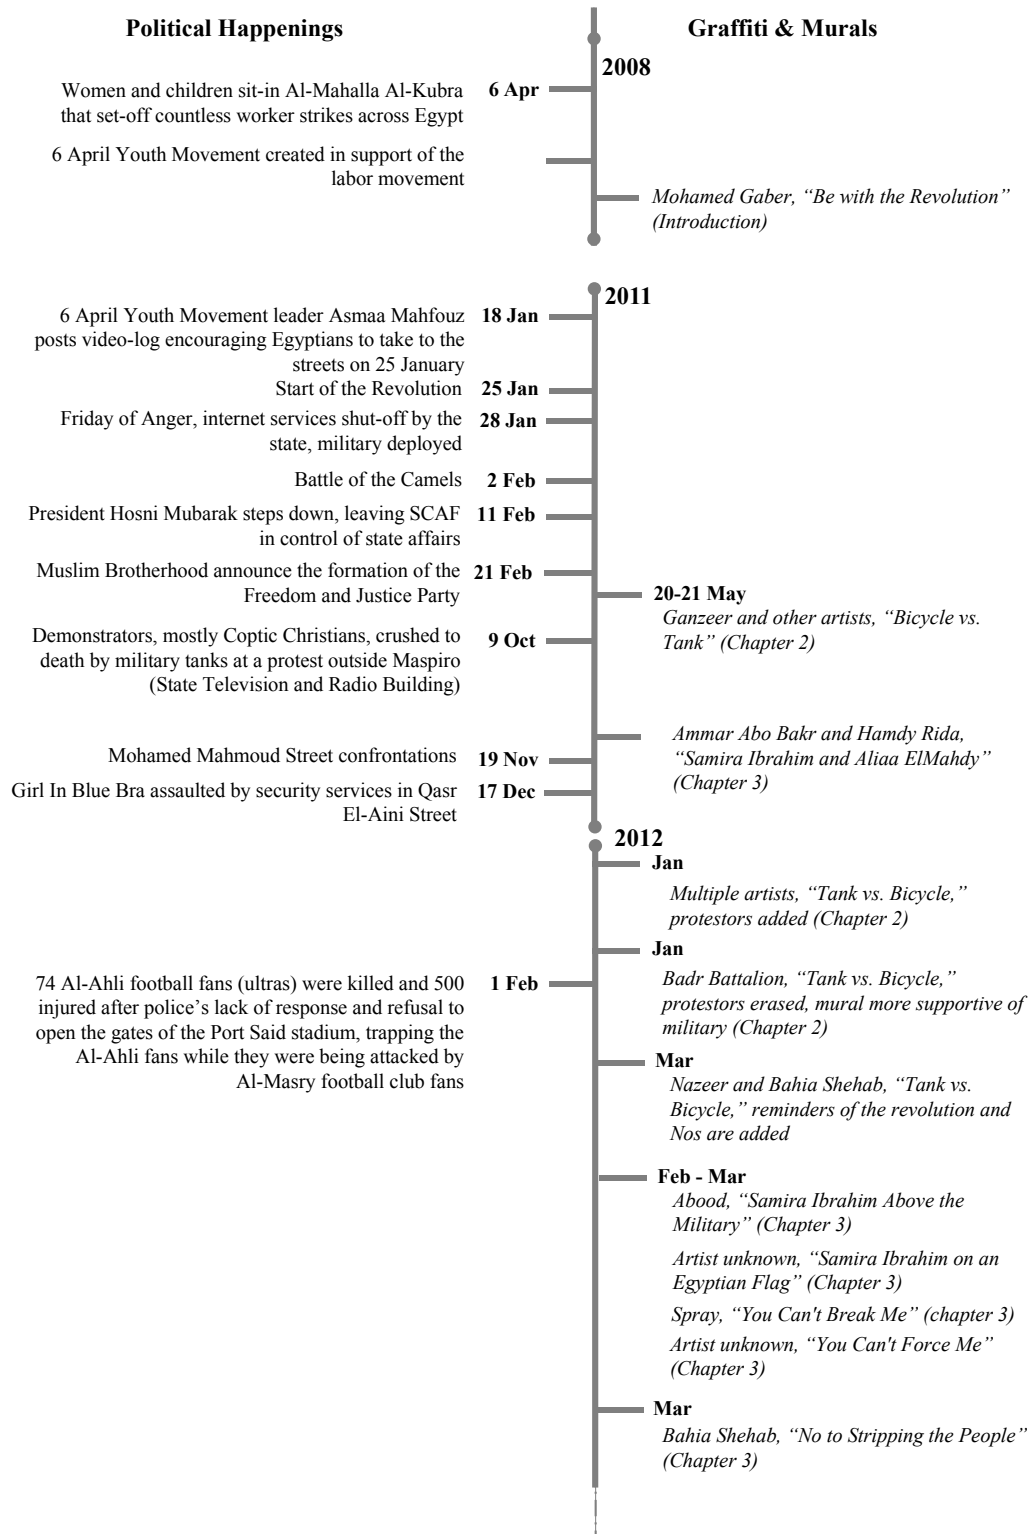 Political Happenings
Graffiti & Murals
2008
Women and children sit-in Al-Mahalla Al-Kubra
that set-off countless worker strikes across Egypt
6 Apr
6 April Youth Movement created in support of the
labor movement
Mohamed Gaber, “Be with the Revolution”
(Introduction)
2011
6 April Youth Movement leader Asmaa Mahfouz
posts video-log encouraging Egyptians to take to the
streets on 25 January
18 Jan
Start of the Revolution
25 Jan
Friday of Anger, internet services shut-off by the
state, military deployed
28 Jan
Battle of the Camels
2 Feb
President Hosni Mubarak steps down, leaving SCAF
in control of state affairs
11 Feb
Muslim Brotherhood announce the formation of the
Freedom and Justice Party
21 Feb
20-21 May
Ganzeer and other artists, “Bicycle vs.
Tank” (Chapter 2)
Demonstrators, mostly Coptic Christians, crushed to
death by military tanks at a protest outside Maspiro
(State Television and Radio Building)
9 Oct
Ammar Abo Bakr and Hamdy Rida,
“Samira Ibrahim and Aliaa ElMahdy”
(Chapter 3)
Mohamed Mahmoud Street confrontations
19 Nov
Girl In Blue Bra assaulted by security services in Qasr
El-Aini Street
17 Dec
2012
Jan
Multiple artists, “Tank vs. Bicycle,”
protestors added (Chapter 2)
Jan
Badr Battalion, “Tank vs. Bicycle,”
protestors erased, mural more supportive of
military (Chapter 2)
74 Al-Ahli football fans (ultras) were killed and 500
injured after police’s lack of response and refusal to
open the gates of the Port Said stadium, trapping the
Al-Ahli fans while they were being attacked by
Al-Masry football club fans
1 Feb
Mar
Nazeer and Bahia Shehab, “Tank vs.
Bicycle,” reminders of the revolution and
Nos are added
Feb - Mar
Abood, “Samira Ibrahim Above the
Military” (Chapter 3)
Artist unknown, “Samira Ibrahim on an
Egyptian Flag” (Chapter 3)
Spray, “You Can't Break Me” (chapter 3)
Artist unknown, “You Can't Force Me”
(Chapter 3)
Mar
Bahia Shehab, “No to Stripping the People”
(Chapter 3)